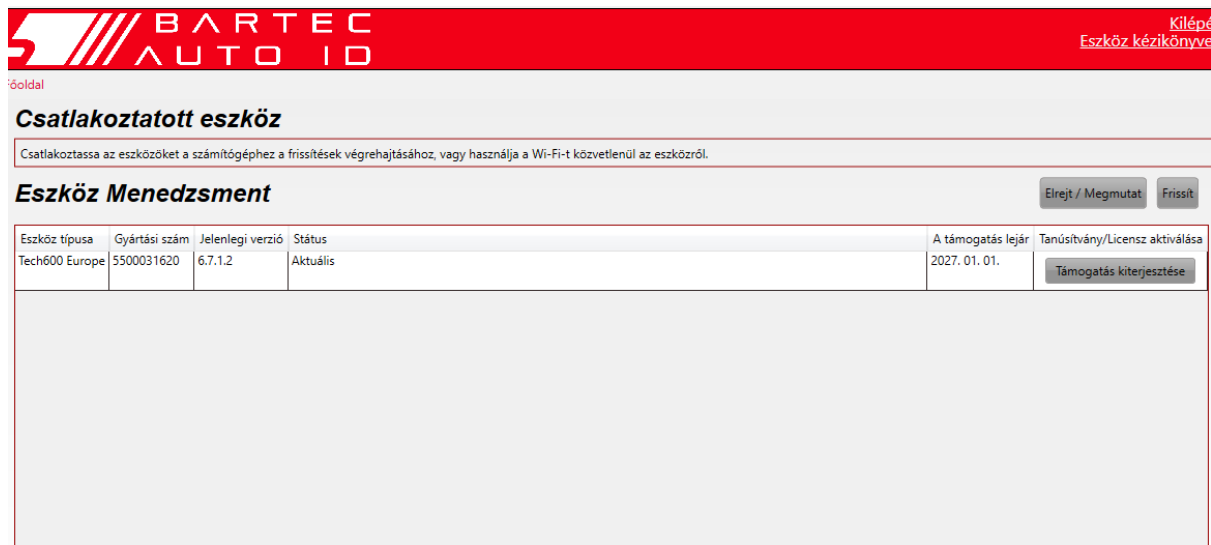 BARTEC
AUTO ID
Kilépé
Eszköz kézikönyve
Főoldal
Csatlakoztatott eszköz
Csatlakoztassa az eszközöket a számítógéphez a frissítések végrehajtásához, vagy használja a Wi-Fi-t közvetlenül az eszközről.
Eszköz Menedzsment
Elrejt / Megmutat Frissít
Eszköz típusa Gyártási szám Jelenlegi verzió Státus A támogatás lejár Tanúsítvány/Licensz aktiválása
Tech600 Europe 5500031620 6.7.1.2 Aktuális 2027. 01. 01. Támogatás kiterjesztése